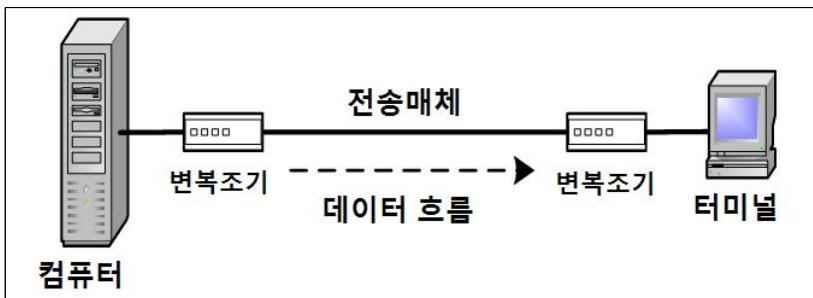 전송매체
변복조기
변복조기
데이터 흐름
터미널
컴퓨터